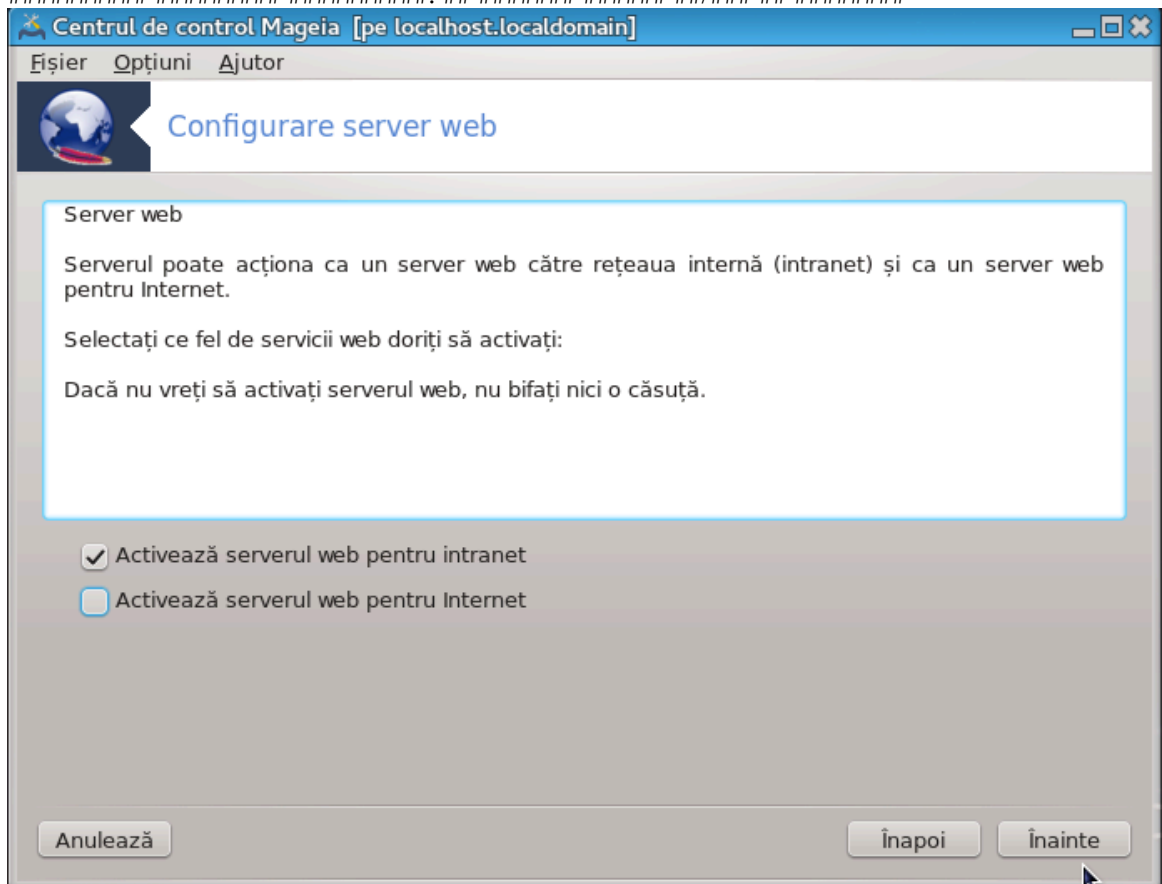 Centrul de control Mageia [pe localhost.localdomain]
Fișier Opțiuni Ajutor
Configurare server web
Server web
Serverul poate acționa ca un server web către rețeaua internă (intranet) și ca un server web
pentru Internet.
Selectați ce fel de servicii web doriți să activați:
Dacă nu vreți să activați serverul web, nu bifați nici o căsuță.
Activează serverul web pentru intranet
Activează serverul web pentru Internet
Anulează Înapoi Înainte